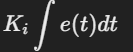 K_i ∫ e(t)dt